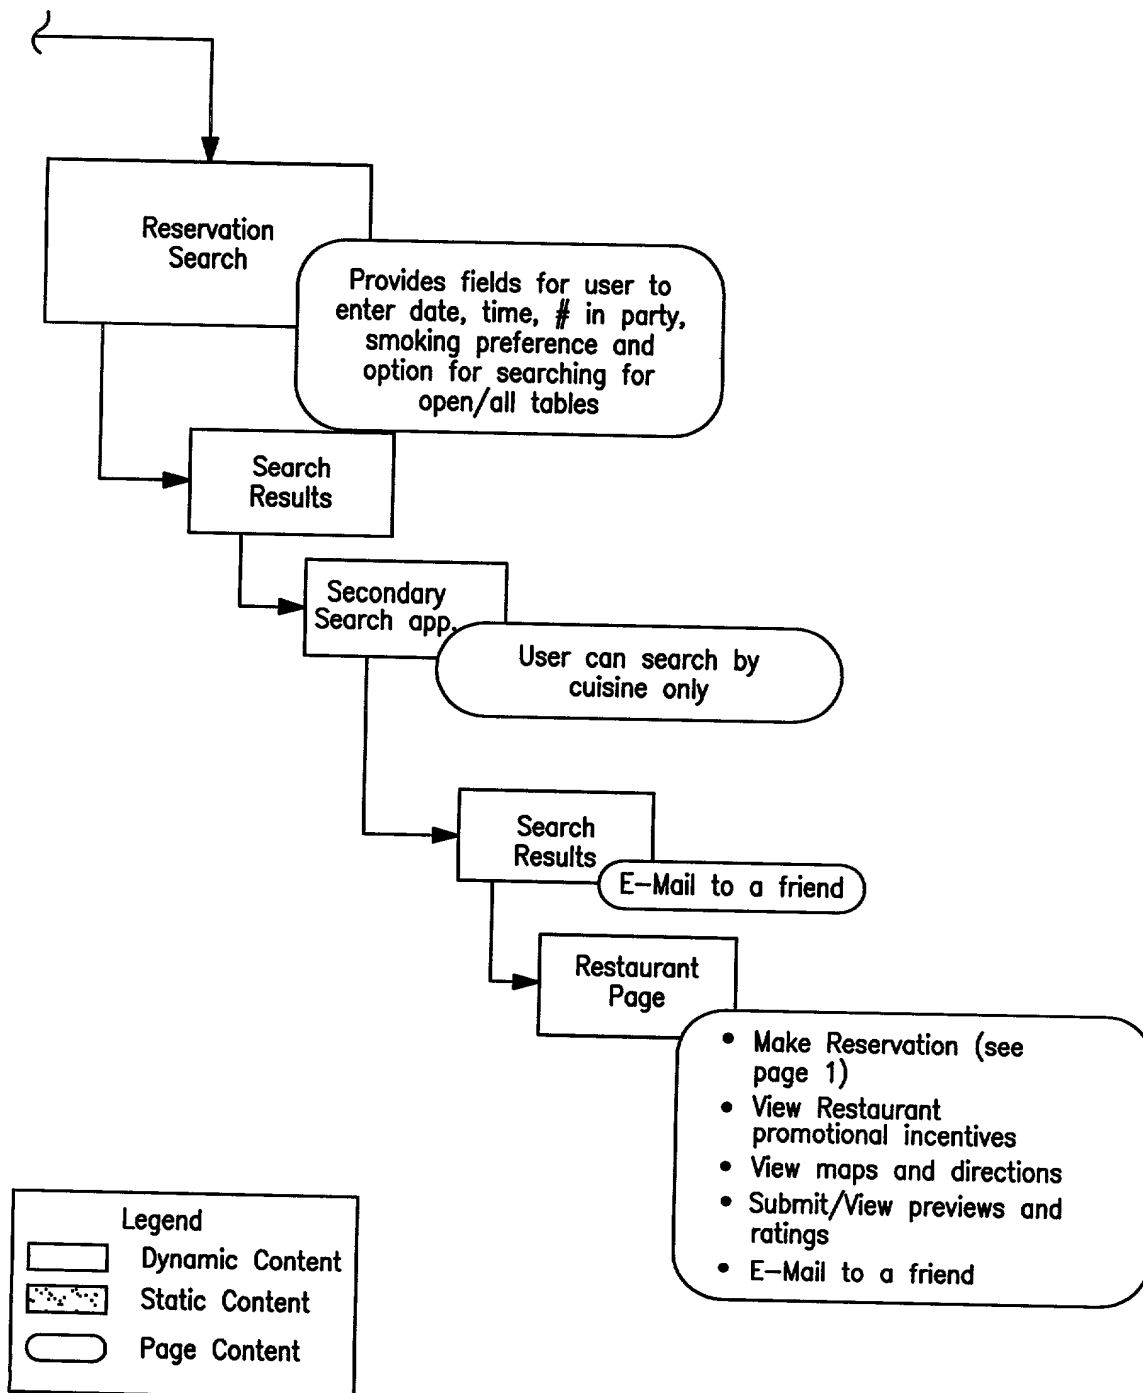 Reservation
Search
Provides fields for user to
enter date, time, # in party,
smoking preference and
option for searching for
open/all tables
Search
Results
Secondary
Search app.
User can search by
cuisine only
Search
Results
E-Mail to a friend
Restaurant
Page
• Make Reservation (see
page 1)
• View Restaurant
promotional incentives
• View maps and directions
• Submit/View previews and
ratings
• E-Mail to a friend
Legend
Dynamic Content
Static Content
Page Content